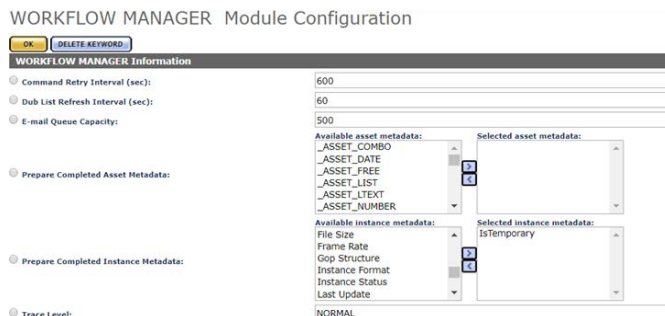 WORKFLOW MANAGER Module Configuration
OK DELETE KEYWORD
WORKFLOW MANAGER Information
Command Retry Interval (sec): 600
Dub List Refresh Interval (sec): 60
E-mail Queue Capacity: 500
Available asset metadata: Selected asset metadata:
_ASSET_COMBO
_ASSET_DATE
_ASSET_FREE
_ASSET_LIST
_ASSET_LTEXT
_ASSET_NUMBER
Prepare Completed Asset Metadata:
Available instance metadata: Selected instance metadata:
File Size IsTemporary
Frame Rate
Gop Structure
Instance Format
Instance Status
Last Update
Prepare Completed Instance Metadata:
Trace Level: NORMAL